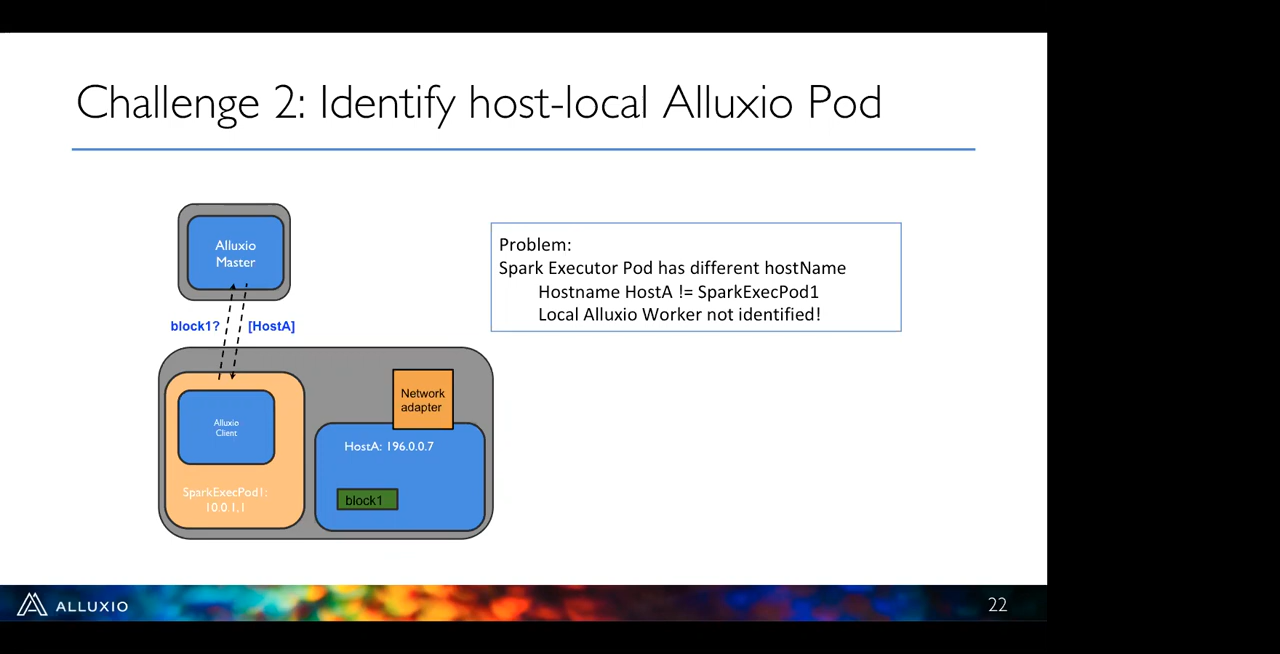 Challenge 2: Identify host-local Alluxio Pod
Alluxio
Master
block1?
[HostA]
Problem:
Spark Executor Pod has different hostName
Hostname HostA != SparkExecPod1
Local Alluxio Worker not identified!
Network
adapter
Alluxio
Client
HostA: 196.0.0.7
SparkExecPod1:
10.0.1.1
block1
ALLUXIO
22